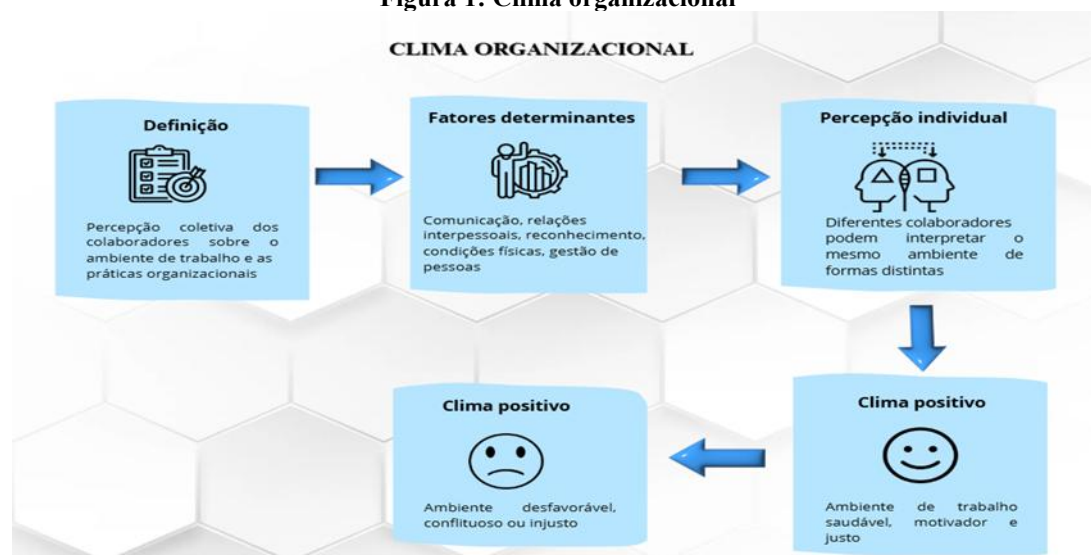 Figura 1: Clima organizacional
CLIMA ORGANIZACIONAL
Definição
Percepção coletiva dos
colaboradores sobre o
ambiente de trabalho e as
práticas organizacionais
Fatores determinantes
Comunicação, relações
interpessoais, reconhecimento,
condições físicas, gestão de
pessoas
Percepção individual
Diferentes colaboradores
podem interpretar o
mesmo ambiente de
formas distintas
Clima positivo
Ambiente de trabalho
saudável, motivador e
justo
Clima positivo
Ambiente desfavorável,
conflituoso ou injusto